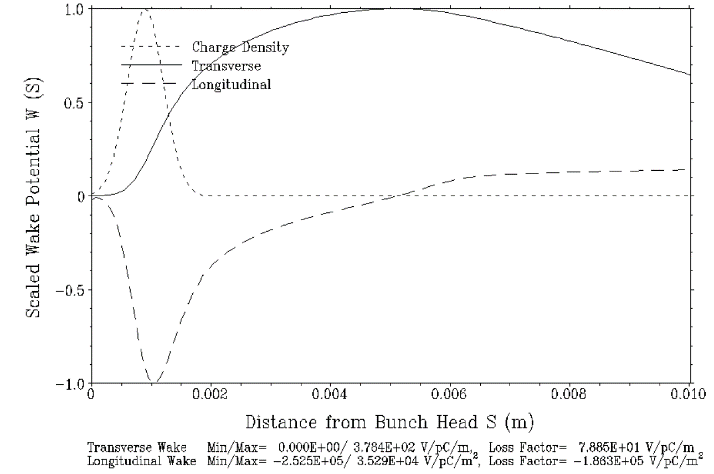 1.0
Charge Density
Transverse
Longitudinal
0.5
Scaled Wake Potential W (S)
0
−0.5
−1.0
0 0.002 0.004 0.006 0.008 0.010
Distance from Bunch Head S (m)
Transverse Wake Min/Max= 0.000E+00/ 3.784E+02 V/pC/m, Loss Factor= 7.885E+01 V/pC/m
Longitudinal Wake Min/Max= −2.525E+05/ 3.529E+04 V/pC/m², Loss Factor= −1.863E+05 V/pC/m²